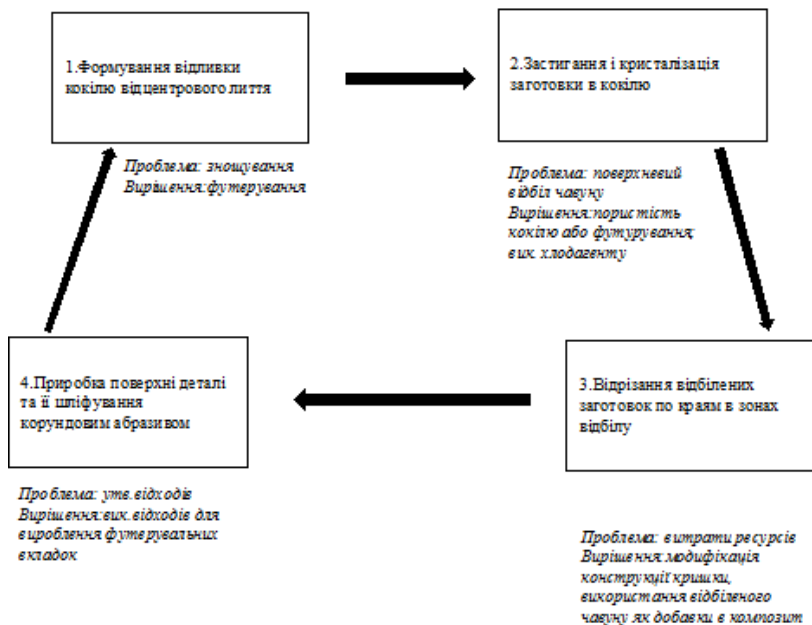 1.Формування відливки
кокілю відцентрового лиття
Проблема: зношування
Вирішення:футерування
2.Застигання і кристалізація
заготовки в кокілю
Проблема: поверхневий
відбіл чавуну
Вирішення:пористість
кокілю або футурування;
вик. хлодагенту
3.Відрізання відбілених
заготовок по краям в зонах
відбілу
Проблема: витрати ресурсів
Вирішення:модифікація
конструкції кришки,
використання відбіленого
чавуну як добавки в композит
4.Приробка поверхні деталі
та її шліфування
корундовим абразивом
Проблема: утв.відходів
Вирішення:вик.відходів для
вироблення футерувальних
вкладок